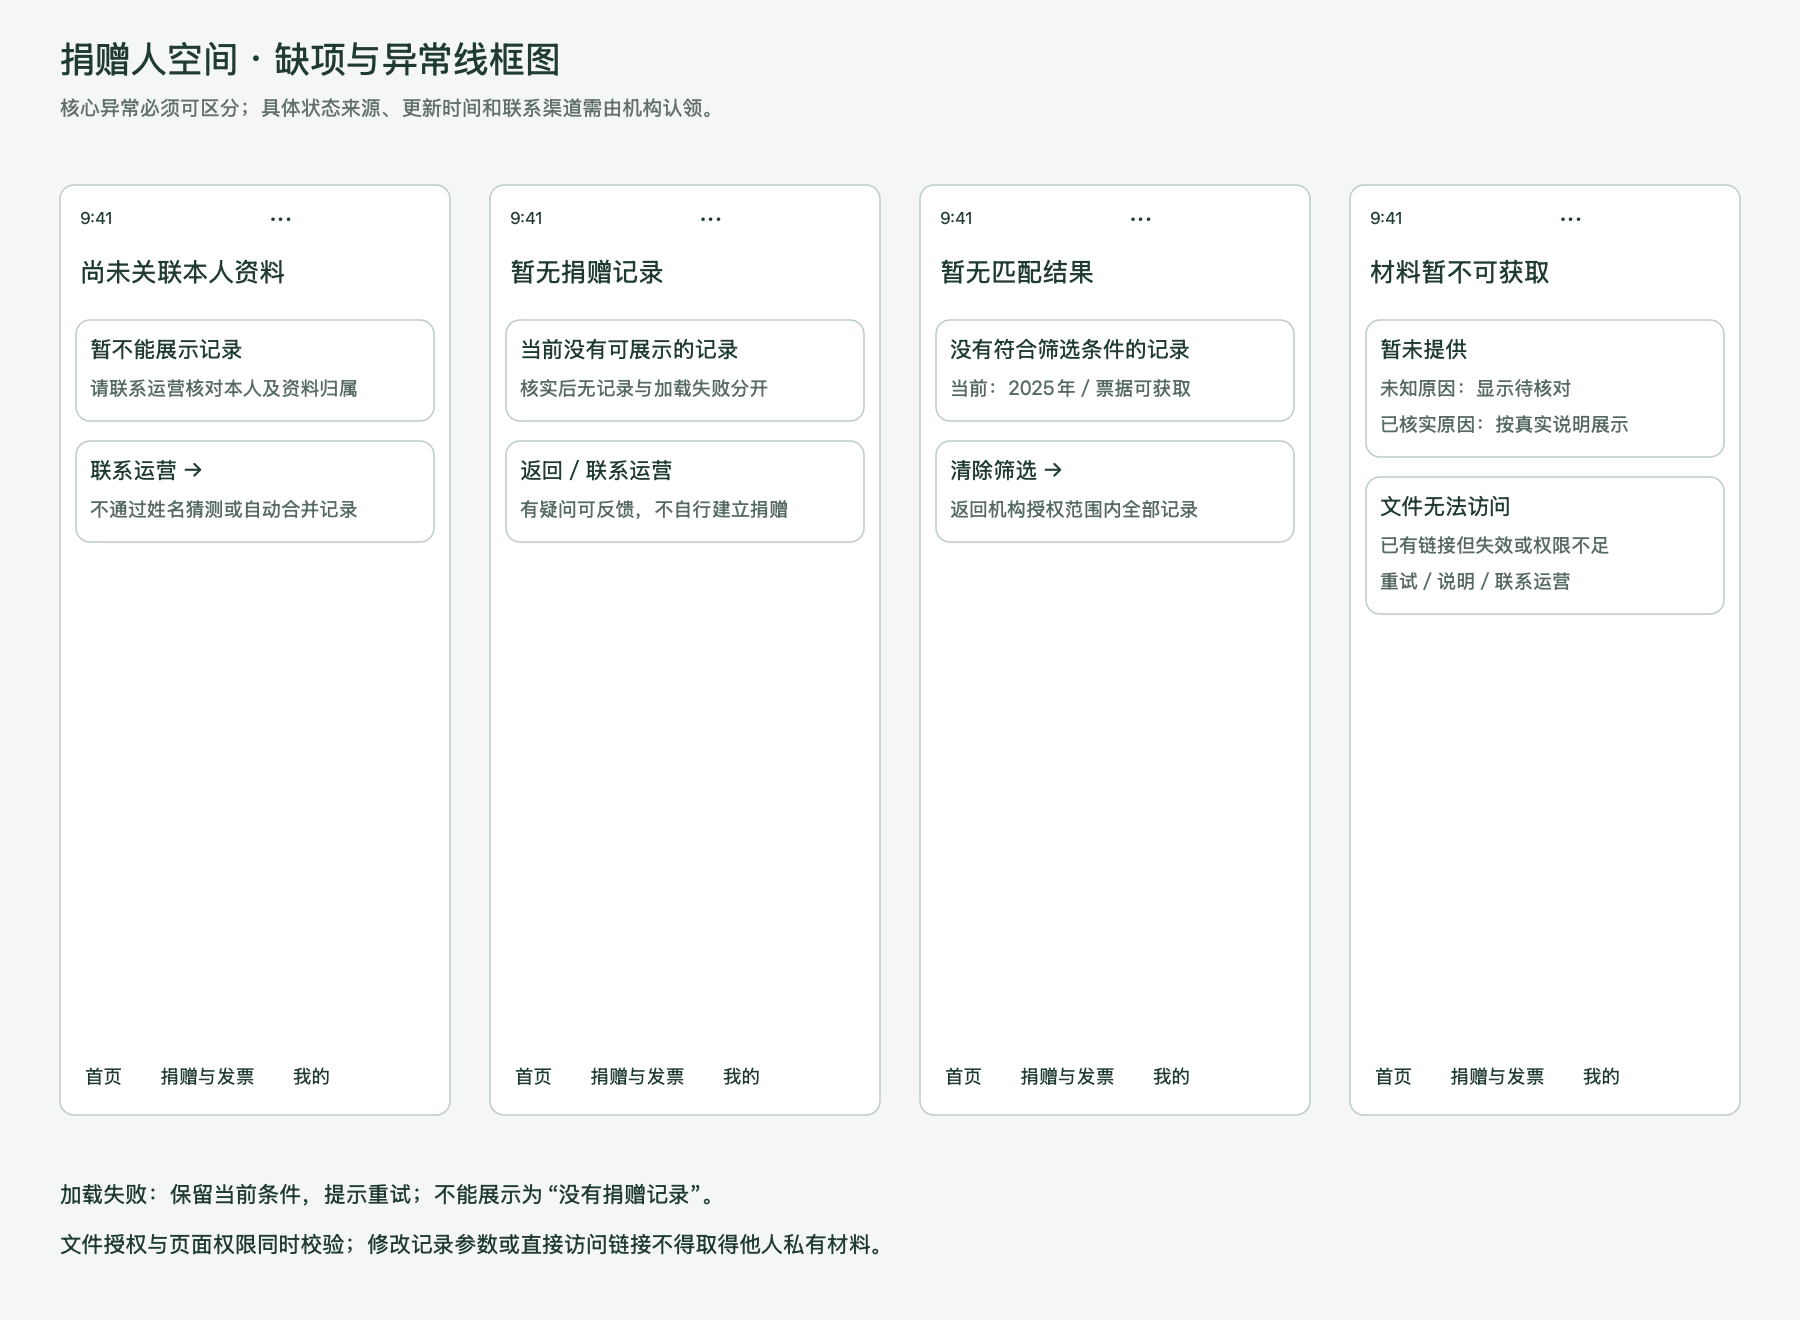 捐赠人空间 · 缺项与异常线框图
核心异常必须可区分；具体状态来源、更新时间和联系渠道需由机构认领。
9:41 ···
尚未关联本人资料
暂不能展示记录
请联系运营核对本人及资料归属
联系运营 →
不通过姓名猜测或自动合并记录
首页 捐赠与发票 我的
9:41 ···
暂无捐赠记录
当前没有可展示的记录
核实后无记录与加载失败分开
返回 / 联系运营
有疑问可反馈，不自行建立捐赠
首页 捐赠与发票 我的
9:41 ···
暂无匹配结果
没有符合筛选条件的记录
当前：2025年 / 票据可获取
清除筛选 →
返回机构授权范围内全部记录
首页 捐赠与发票 我的
9:41 ···
材料暂不可获取
暂未提供
未知原因：显示待核对
已核实原因：按真实说明展示
文件无法访问
已有链接但失效或权限不足
重试 / 说明 / 联系运营
首页 捐赠与发票 我的
加载失败：保留当前条件，提示重试；不能展示为“没有捐赠记录”。
文件授权与页面权限同时校验；修改记录参数或直接访问链接不得取得他人私有材料。